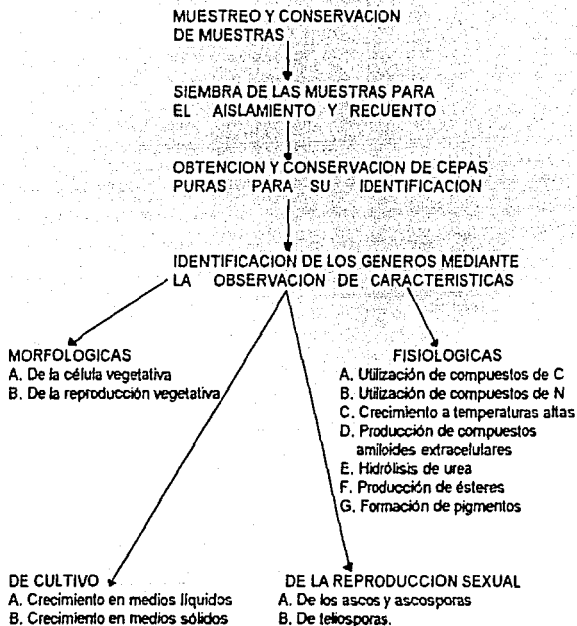 MUESTREO Y CONSERVACION
DE MUESTRAS
SIEMBRA DE LAS MUESTRAS PARA
EL AISLAMIENTO Y RECUENTO
OBTENCION Y CONSERVACION DE CEPAS
PURAS PARA SU IDENTIFICACION
IDENTIFICACION DE LOS GENEROS MEDIANTE
LA OBSERVACION DE CARACTERISTICAS
MORFOLOGICAS
A. De la célula vegetativa
B. De la reproducción vegetativa
FISIOLOGICAS
A. Utilización de compuestos de C
B. Utilización de compuestos de N
C. Crecimiento a temperaturas altas
D. Producción de compuestos
amiloides extracelulares
E. Hidrólisis de urea
F. Producción de ésteres
G. Formación de pigmentos
DE CULTIVO
A. Crecimiento en medios líquidos
B. Crecimiento en medios sólidos
DE LA REPRODUCCION SEXUAL
A. De los ascos y ascosporas
B. De teliosporas.